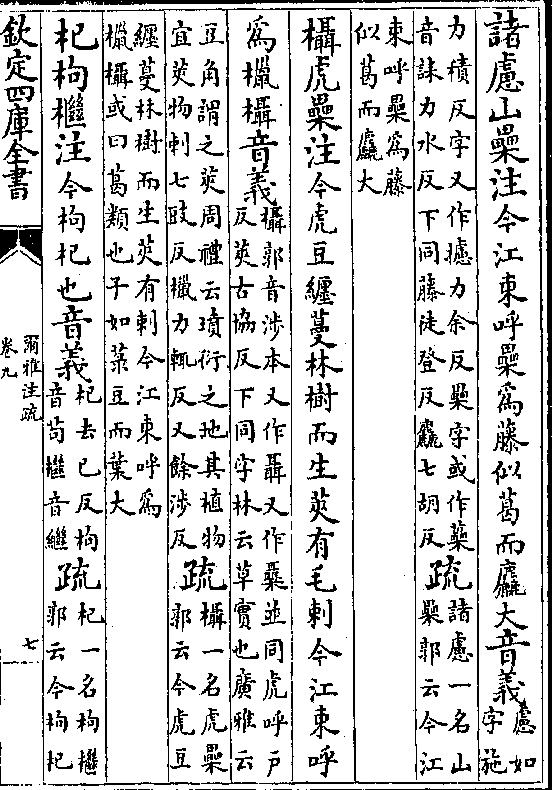 諸慮山櫐注今江東呼櫐為藤似葛而麤大音義慮如
字施
力積反字又作攄力余反櫐字或作蘽
音誄力水反下同藤徒登反麤七胡反
疏諸慮一名山
櫐郭云今江
東呼櫐為藤
似葛而麤大
欇虎櫐注今虎豆纒蔓林樹而生莢有毛刺今江東呼
為㯿欇音義欇郭音涉本又作聶又作
並同虎呼戶
反莢古協反下同字林云草實也廣雅云
豆角謂之莢周禮云墳衍之地其植物
宜莢物刺七豉反㯿力輒反又餘涉反
疏欇一名虎櫐
郭云今虎豆
纒蔓林樹而生莢有刺今江東呼為
㯿欇或曰葛類也子如菉豆而葉大
杞枸檵注今枸杞也音義杞去已反枸
音苟檵音繼
疏杞一名枸檵
郭云今枸杞
欽定四庫全書
爾雅注疏
卷九
七